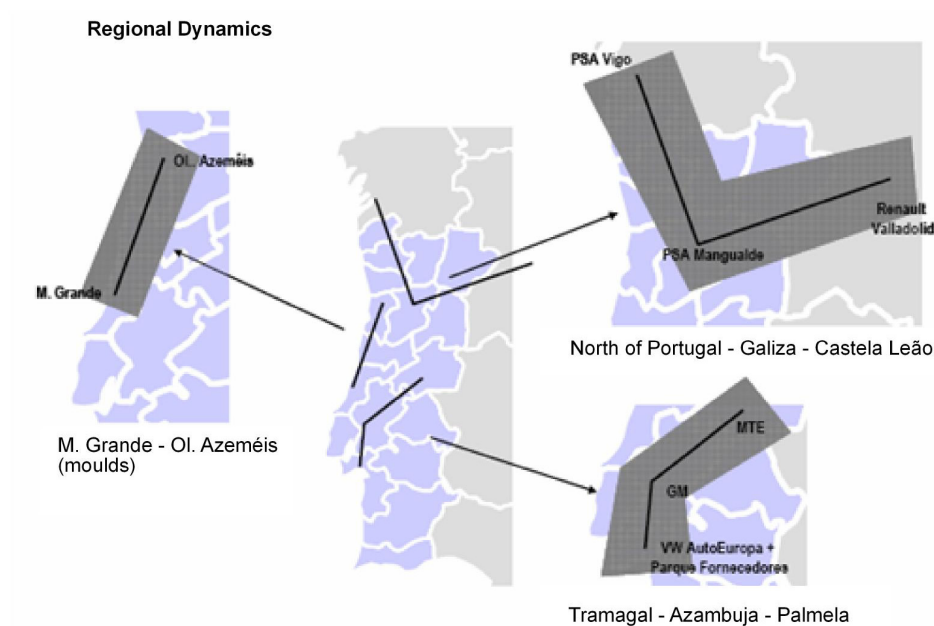 Regional Dynamics
PSA Vigo
Ol. Azeméis
M. Grande
Renault
Valladolid
PSA Mangualde
North of Portugal - Galiza - Castela Leão
M. Grande - Ol. Azeméis
(moulds)
MTE
GM
VW AutoEuropa +
Parque Fornecedores
Tramagal - Azambuja - Palmela